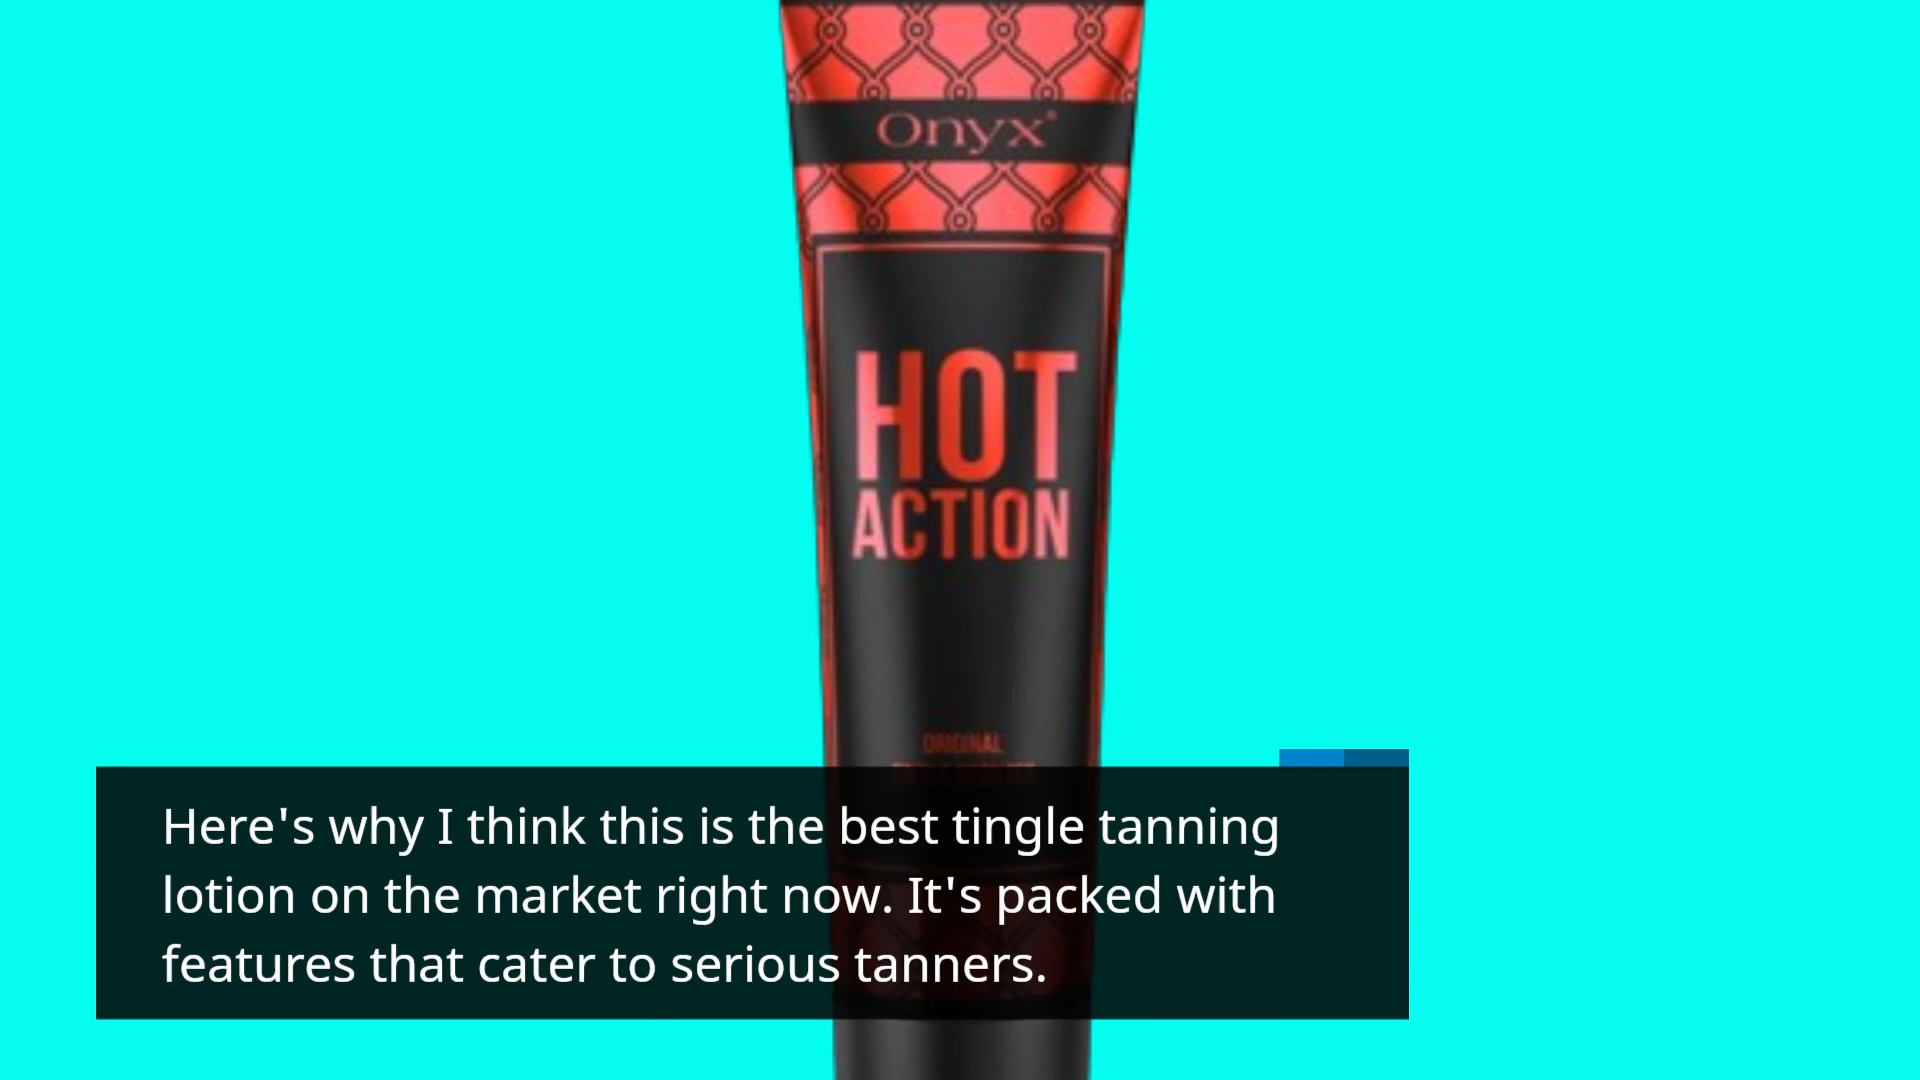 Onyx®
HOT
ACTION
ORIGINAL
Here's why I think this is the best tingle tanning
lotion on the market right now. It's packed with
features that cater to serious tanners.